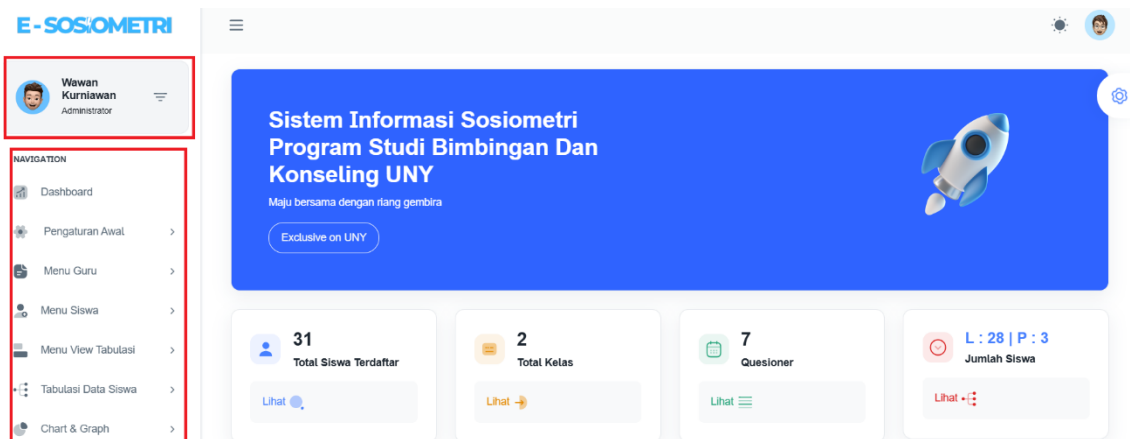 E-SOSIOMETRI
Wawan
Kurniawan
Administrator
NAVIGATION
Dashboard
Pengaturan Awal
Menu Guru
Menu Siswa
Menu View Tabulasi
Tabulasi Data Siswa
Chart & Graph
Sistem Informasi Sosiometri
Program Studi Bimbingan Dan
Konseling UNY
Maju bersama dengan riang gembira
Exclusive on UNY
31
Total Siswa Terdaftar
Lihat
2
Total Kelas
Lihat
7
Quesioner
Lihat
L : 28 | P : 3
Jumlah Siswa
Lihat